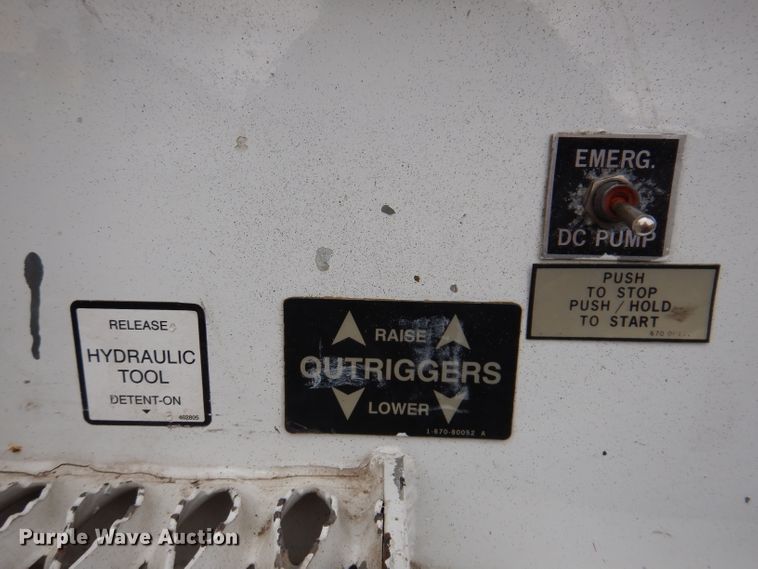 EMERG.
DC PUMP
PUSH
TO STOP
PUSH / HOLD
TO START
RELEASE
HYDRAULIC
TOOL
DETENT-ON
462805
RAISE
OUTRIGGERS
LOWER
1-670-80052 A
Purple Wave Auction